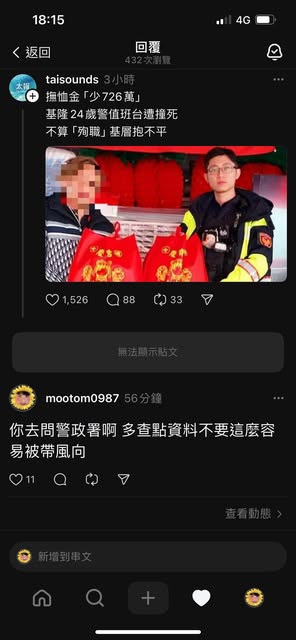 18:15
4G
返回
回覆
432 次瀏覽
太報
taisounds 3小時
撫恤金「少726萬」
基隆24歲警值班台遭撞死
不算「殉職」基層抱不平
1,526
88
33
無法顯示貼文
mootom0987 56分鐘
你去問警政署啊 多查點資料不要這麼容
易被帶風向
11
查看動態
新增到串文